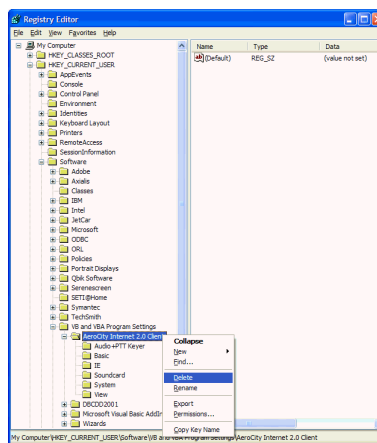 Registry Editor
File Edit View Favorites Help
My Computer
HKEY_CLASSES_ROOT
HKEY_CURRENT_USER
AppEvents
Console
Control Panel
Environment
Identities
Keyboard Layout
Printers
RemoteAccess
SessionInformation
Software
Adobe
Axialis
Classes
IBM
Intel
JetCar
Microsoft
ODBC
ORL
Policies
Portrait Displays
Qbik Software
Serenescreen
SETI@Home
Symantec
TechSmith
VB and VBA Program Settings
AeroCity Internet 2.0 Client
Audio+PTT Keyer
Basic
IE
Soundcard
System
View
DBCDD2001
Microsoft Visual Basic AddIn
Wizards
Name Type Data
(Default) REG_SZ (value not set)
Collapse
New
Find...
Delete
Rename
Export
Permissions...
Copy Key Name
My Computer\HKEY_CURRENT_USER\Software\VB and VBA Program Settings\AeroCity Internet 2.0 Client